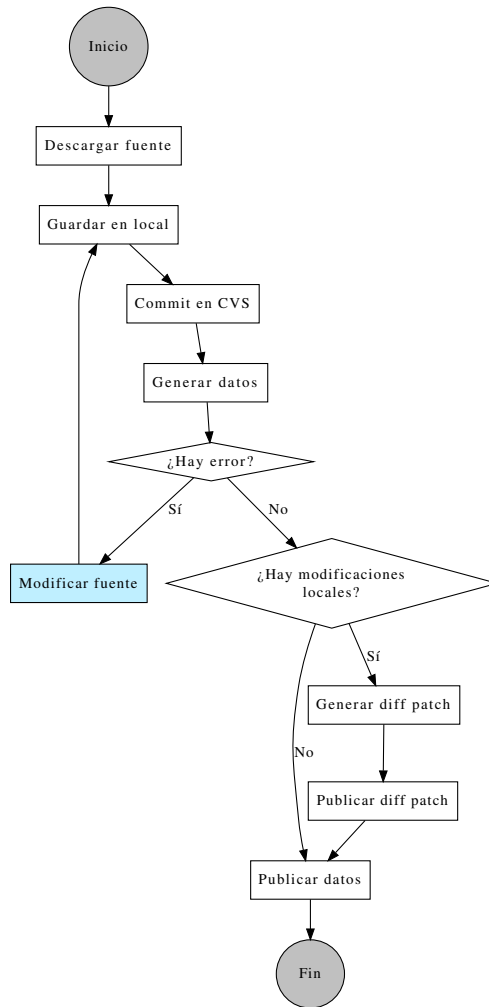 Inicio
Descargar fuente
Guardar en local
Commit en CVS
Generar datos
¿Hay error?
Sí
No
Modificar fuente
¿Hay modificaciones
locales?
Sí
Generar diff patch
No
Publicar diff patch
Publicar datos
Fin